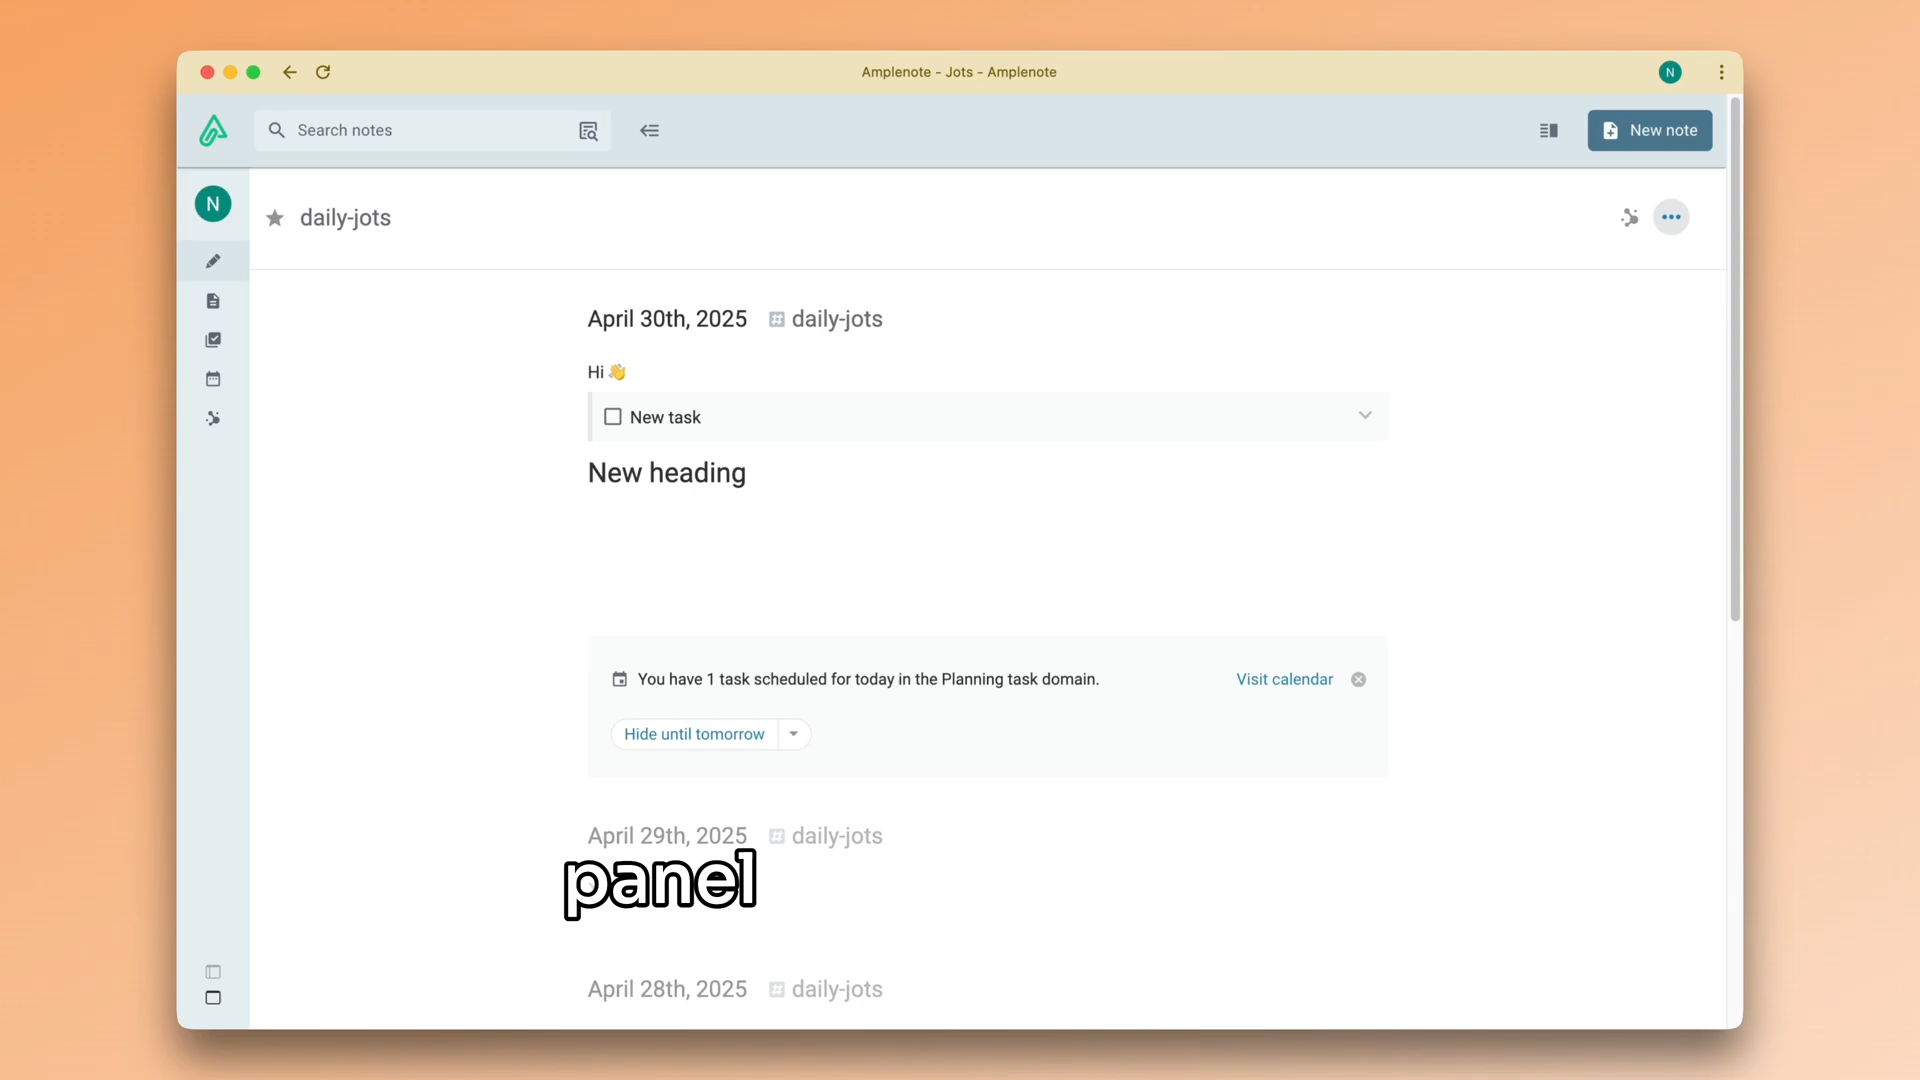 Amplenote - Jots - Amplenote
N
Search notes
New note
N
daily-jots
April 30th, 2025 daily-jots
Hi 👋
New task
New heading
You have 1 task scheduled for today in the Planning task domain. Visit calendar
Hide until tomorrow
April 29th, 2025 daily-jots
panel
April 28th, 2025 daily-jots